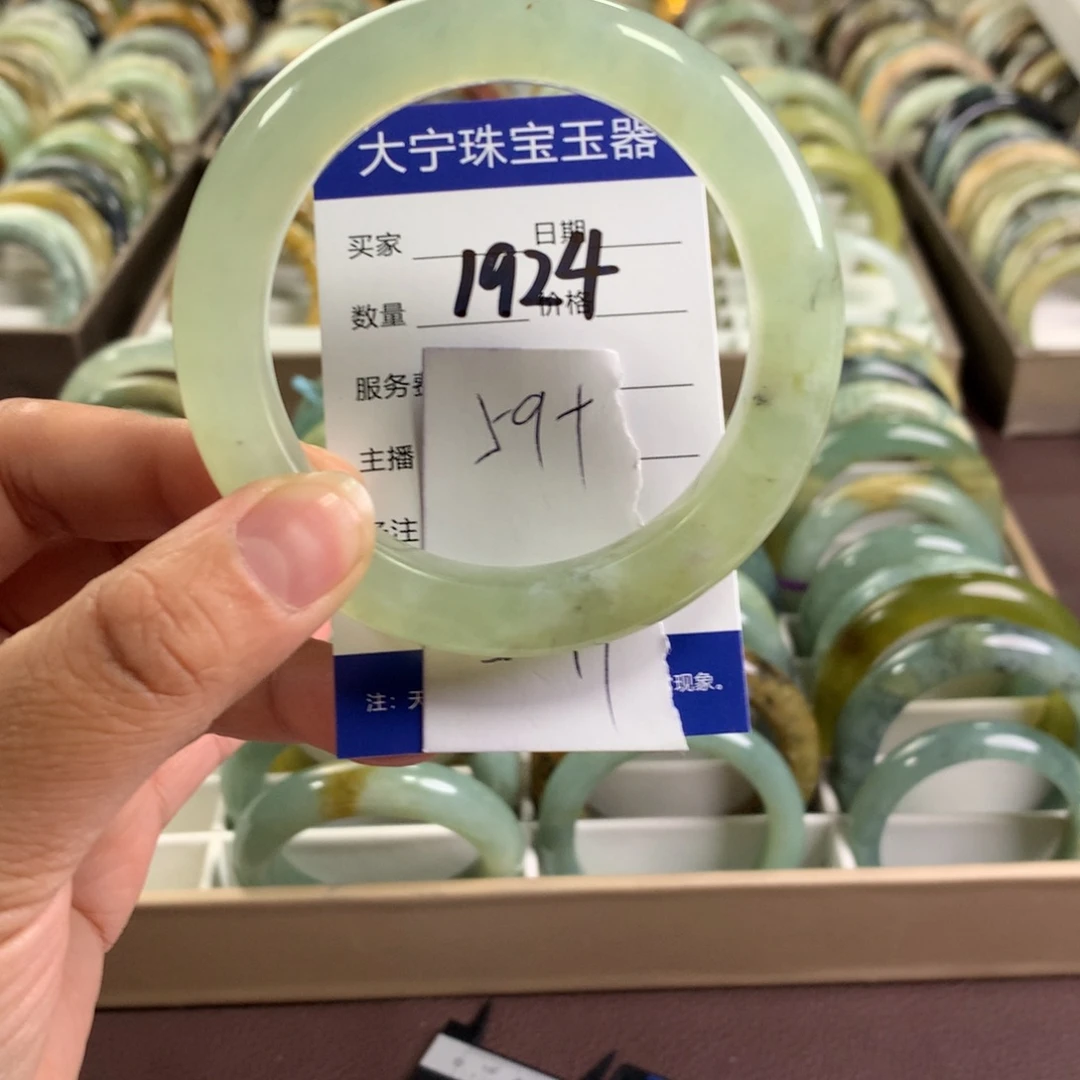 大宁珠宝玉器
买家 日期
1924
数量 价格
服务费
59+
主播
注
注：天 现象。